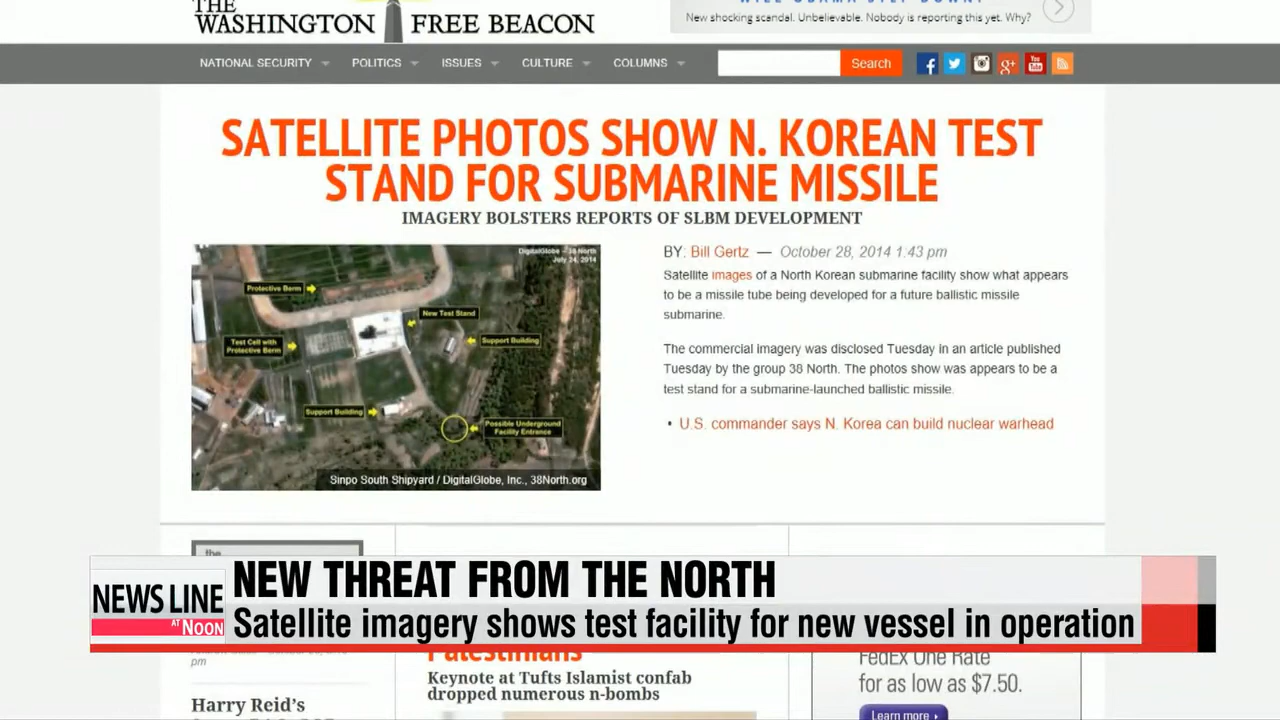 THE
WASHINGTON FREE BEACON
New shocking scandal. Unbelievable. Nobody is reporting this yet. Why?
NATIONAL SECURITY POLITICS ISSUES CULTURE COLUMNS Search
SATELLITE PHOTOS SHOW N. KOREAN TEST
STAND FOR SUBMARINE MISSILE
IMAGERY BOLSTERS REPORTS OF SLBM DEVELOPMENT
DigitalGlobe – 38 North
July 24, 2014
Protective Berm
New Test Stand
Test Cell with
Protective Berm
Support Building
Support Building
Possible Underground
Facility Entrance
Sinpo South Shipyard / DigitalGlobe, Inc., 38North.org
BY: Bill Gertz — October 28, 2014 1:43 pm
Satellite images of a North Korean submarine facility show what appears
to be a missile tube being developed for a future ballistic missile
submarine.
The commercial imagery was disclosed Tuesday in an article published
Tuesday by the group 38 North. The photos show was appears to be a
test stand for a submarine-launched ballistic missile.
• U.S. commander says N. Korea can build nuclear warhead
the
NEWS LINE
AT NOON
NEW THREAT FROM THE NORTH
Satellite imagery shows test facility for new vessel in operation
pm
Harry Reid's
Palestinians
Keynote at Tufts Islamist confab
dropped numerous n-bombs
FedEx One Rate
for as low as $7.50.
Learn more